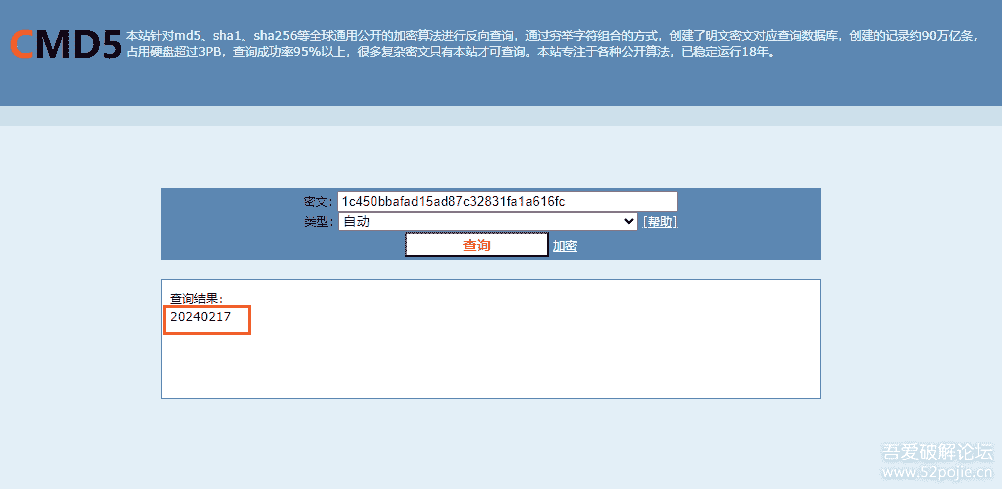 CMD5
本站针对md5、sha1、sha256等全球通用公开的加密算法进行反向查询，通过穷举字符组合的方式，创建了明文密文对应查询数据库，创建的记录约90万亿条，
占用硬盘超过3PB，查询成功率95%以上，很多复杂密文只有本站才可查询。本站专注于各种公开算法，已稳定运行18年。
密文: 1c450bbafad15ad87c32831fa1a616fc
类型: 自动 [帮助]
查询 加密
查询结果:
20240217
吾爱破解论坛
www.52pojie.cn